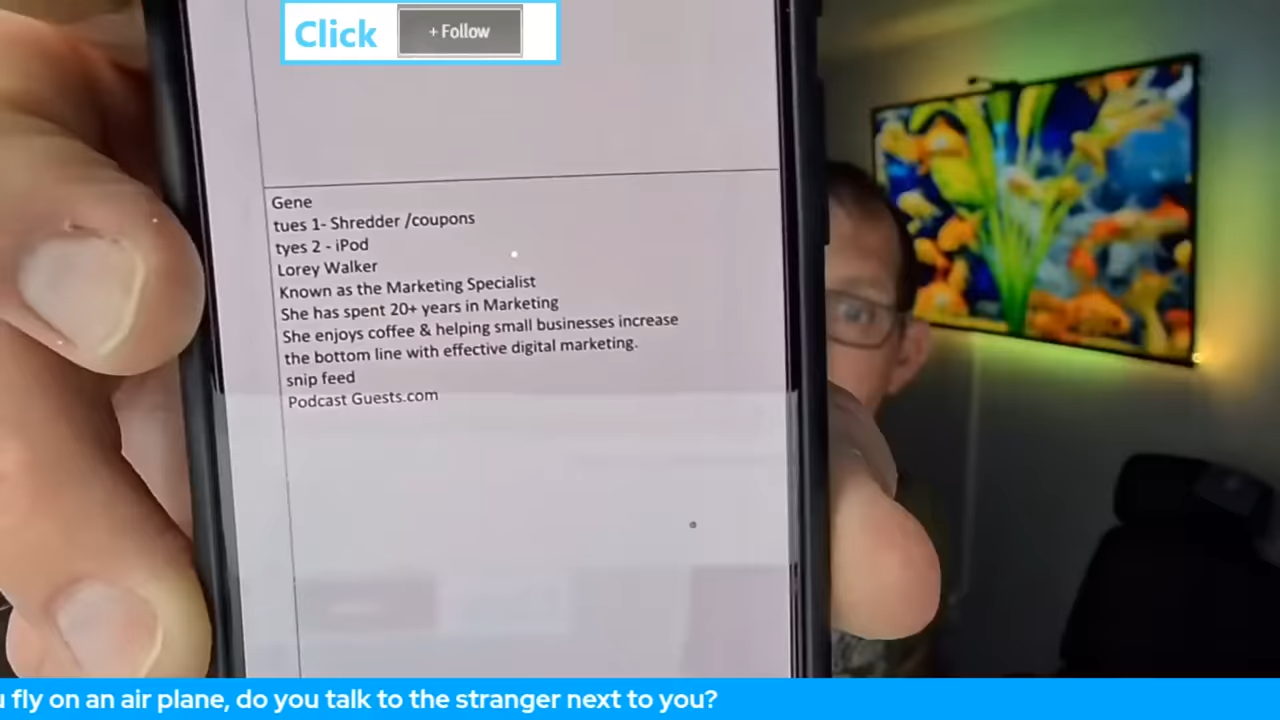 Click + Follow
Gene
tues 1- Shredder /coupons
tyes 2 - iPod
Lorey Walker
Known as the Marketing Specialist
She has spent 20+ years in Marketing
She enjoys coffee & helping small businesses increase
the bottom line with effective digital marketing.
snip feed
Podcast Guests.com
fly on an air plane, do you talk to the stranger next to you?